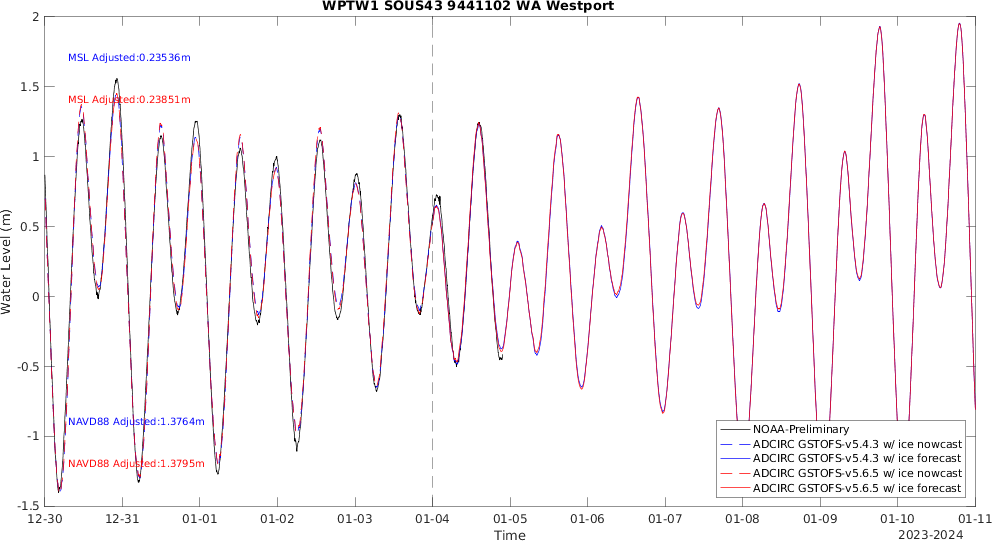 WPTW1 SOUS43 9441102 WA Westport
2
1.5
1
0.5
0
-0.5
-1
-1.5
Water Level (m)
MSL Adjusted:0.23536m
MSL Adjusted:0.23851m
NAVD88 Adjusted:1.3764m
NAVD88 Adjusted:1.3795m
NOAA-Preliminary
ADCIRC GSTOFS-v5.4.3 w/ ice nowcast
ADCIRC GSTOFS-v5.4.3 w/ ice forecast
ADCIRC GSTOFS-v5.6.5 w/ ice nowcast
ADCIRC GSTOFS-v5.6.5 w/ ice forecast
12-30 12-31 01-01 01-02 01-03 01-04 01-05 01-06 01-07 01-08 01-09 01-10 01-11
Time
2023-2024